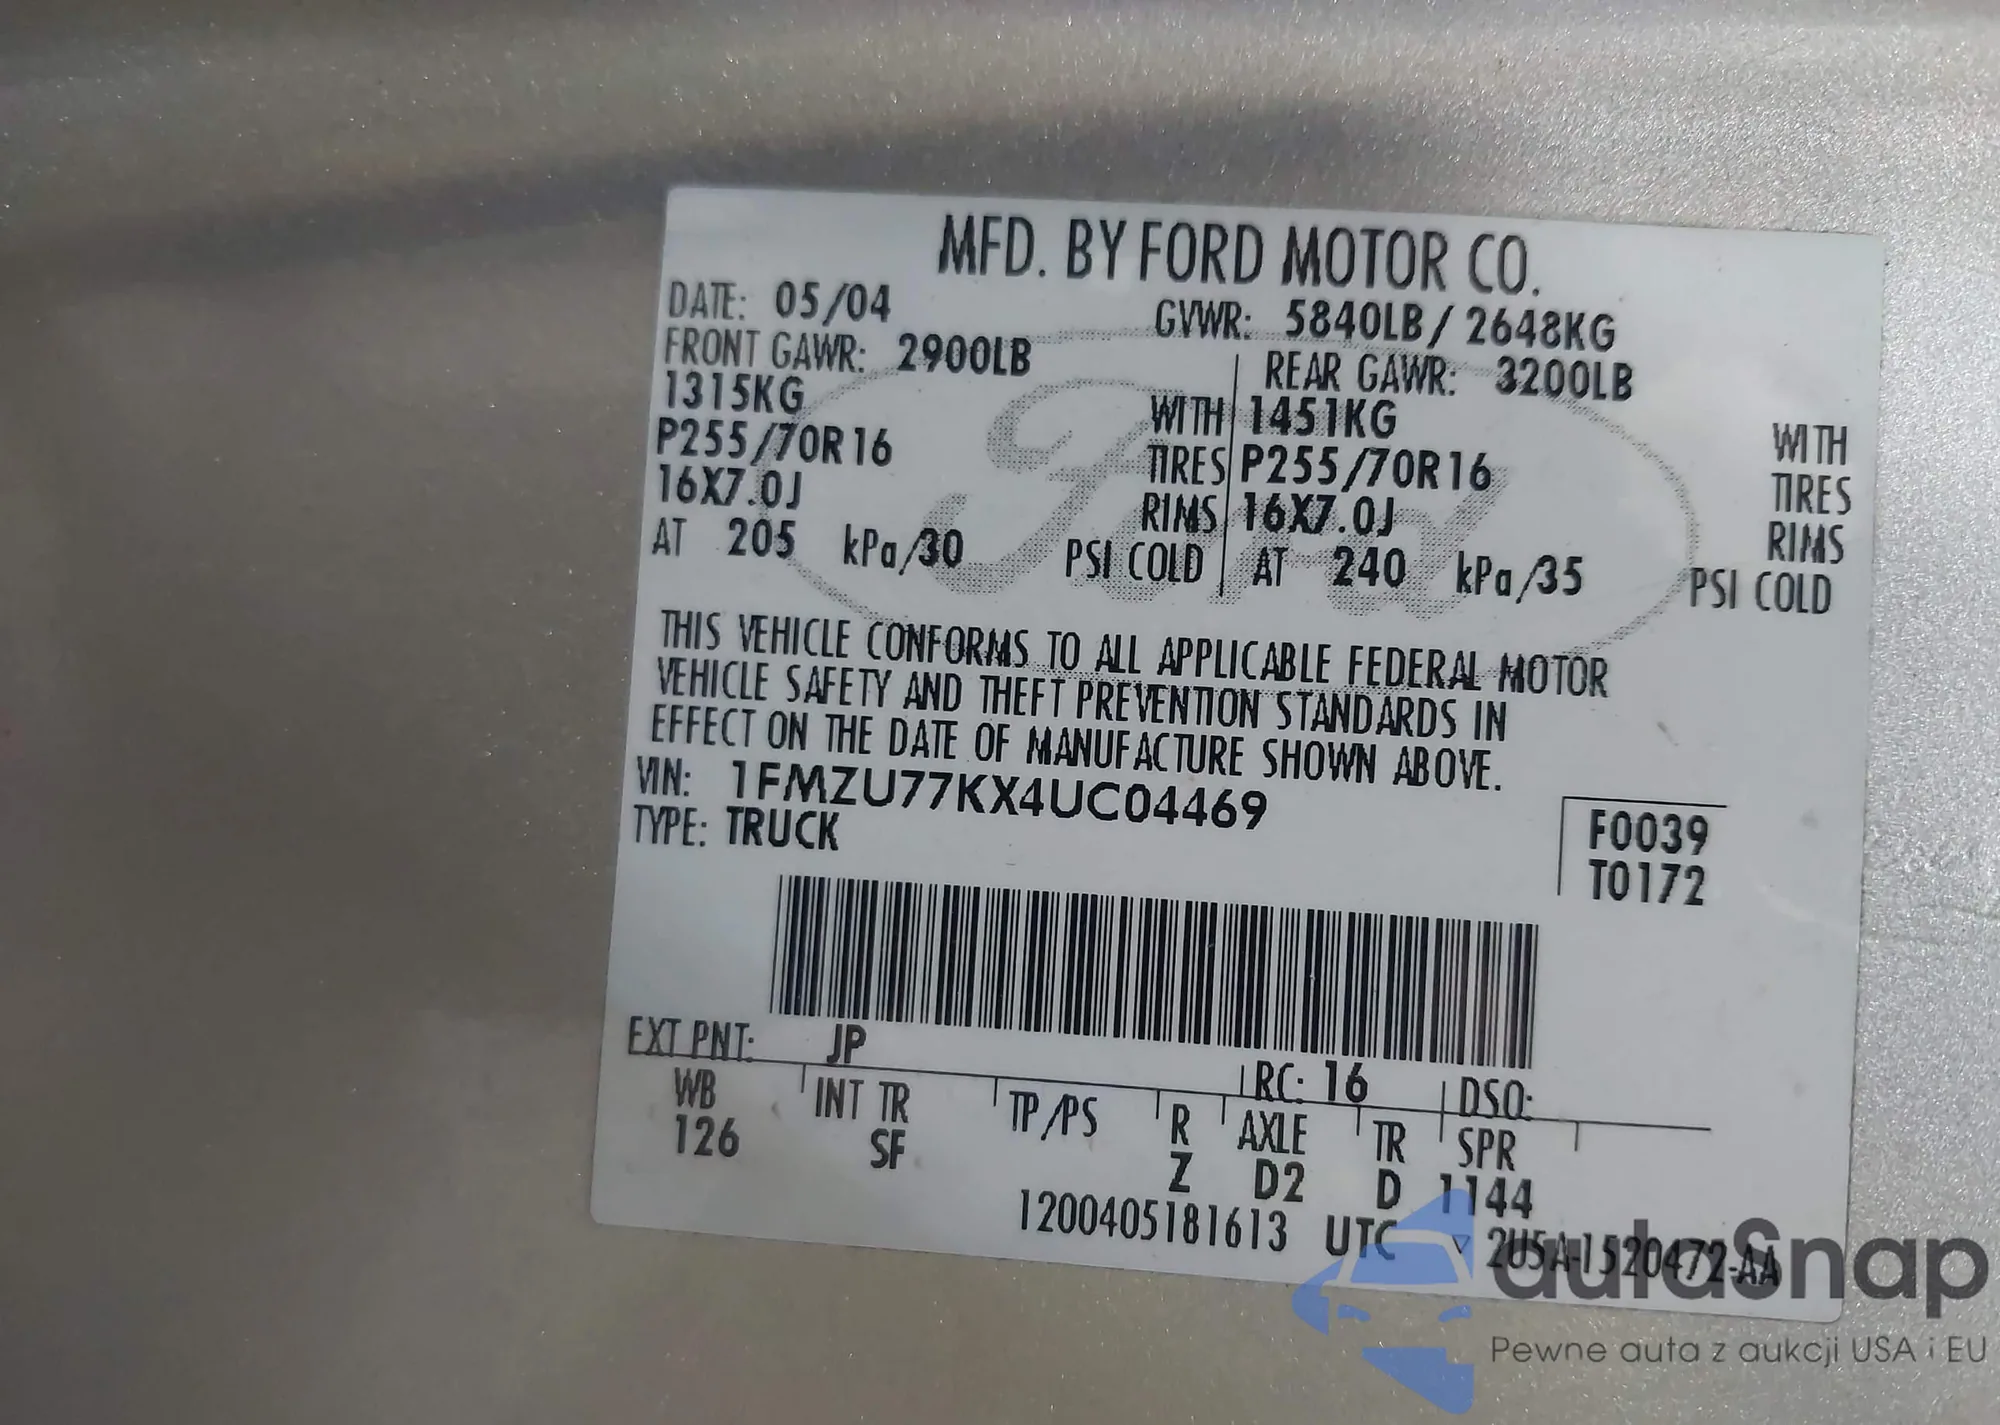 MFD. BY FORD MOTOR CO.
DATE: 05/04 GVWR: 5840LB / 2648KG
FRONT GAWR: 2900LB REAR GAWR: 3200LB
1315KG WITH 1451KG WITH
P255/70R16 TIRES P255/70R16 TIRES
16X7.0J RIMS 16X7.0J RIMS
AT 205 kPa/30 PSI COLD AT 240 kPa/35 PSI COLD
Ford
THIS VEHICLE CONFORMS TO ALL APPLICABLE FEDERAL MOTOR
VEHICLE SAFETY AND THEFT PREVENTION STANDARDS IN
EFFECT ON THE DATE OF MANUFACTURE SHOWN ABOVE.
VIN: 1FMZU77KX4UC04469
TYPE: TRUCK
F0039
T0172
EXT PNT: JP RC: 16 DSO:
WB INT TR TP/PS R AXLE TR SPR
126 SF Z D2 D 1144
1200405181613 UTC ▽ 2U5A-1520472-AA
autaSnap
Pewne auta z aukcji USA i EU